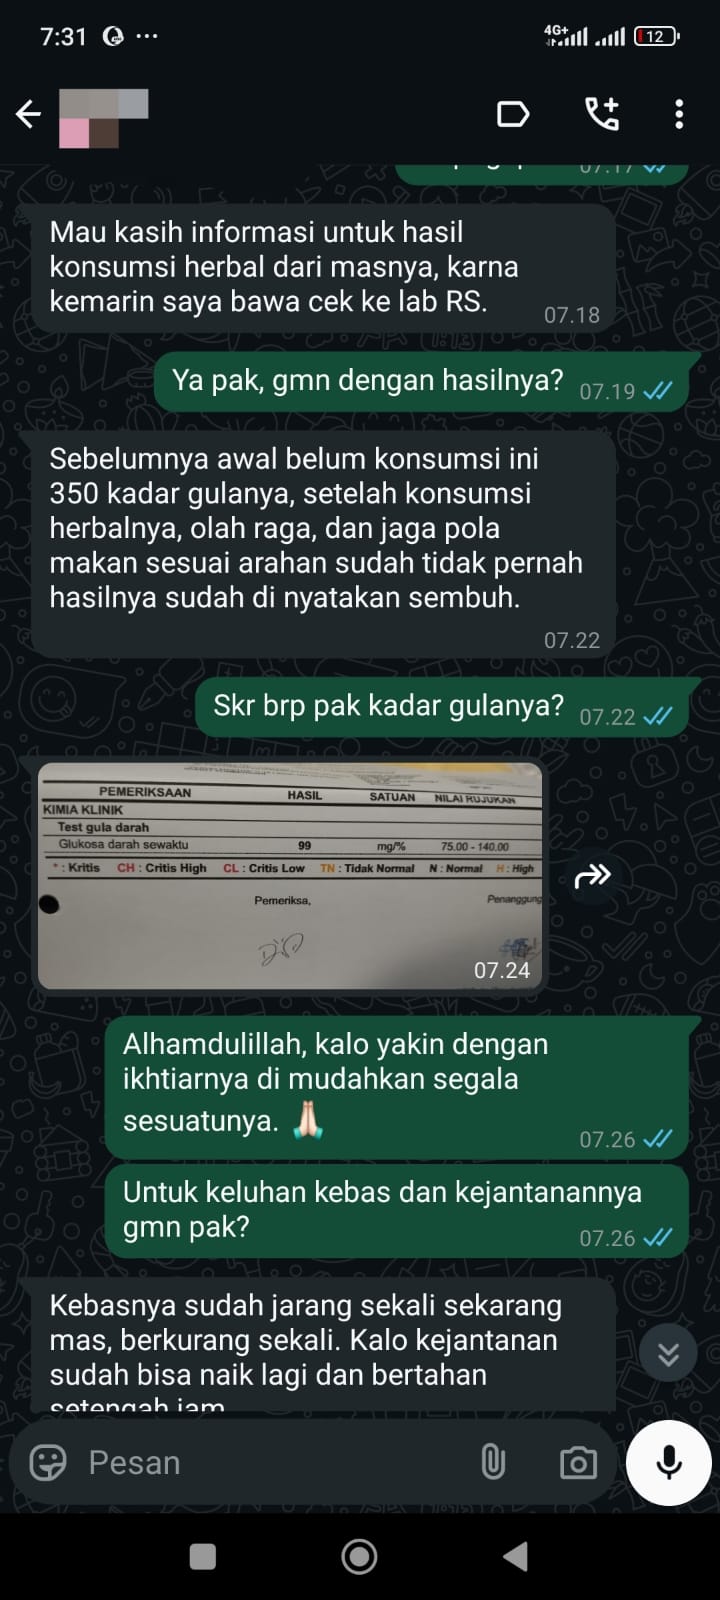 7:31
4G+
12
07.17
Mau kasih informasi untuk hasil
konsumsi herbal dari masnya, karna
kemarin saya bawa cek ke lab RS.
07.18
Ya pak, gmn dengan hasilnya?
07.19
Sebelumnya awal belum konsumsi ini
350 kadar gulanya, setelah konsumsi
herbalnya, olah raga, dan jaga pola
makan sesuai arahan sudah tidak pernah
hasilnya sudah di nyatakan sembuh.
07.22
Skr brp pak kadar gulanya?
07.22
PEMERIKSAAN HASIL SATUAN NILAI RUJUKAN
KIMIA KLINIK
Test gula darah
Glukosa darah sewaktu 99 mg/% 75.00 - 140.00
* : Kritis CH : Critis High CL : Critis Low TN : Tidak Normal N : Normal H : High
Pemeriksa, Penanggung
07.24
Alhamdulillah, kalo yakin dengan
ikhtiarnya di mudahkan segala
sesuatunya. 🙏🏻
07.26
Untuk keluhan kebas dan kejantanannya
gmn pak?
07.26
Kebasnya sudah jarang sekali sekarang
mas, berkurang sekali. Kalo kejantanan
sudah bisa naik lagi dan bertahan
setengah jam
Pesan